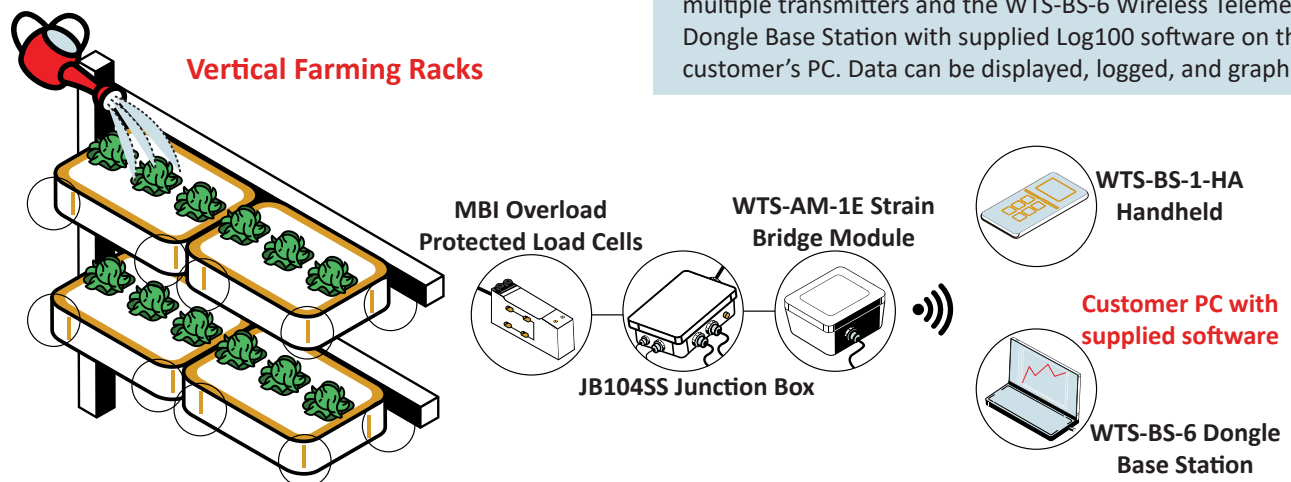 multiple transmitters and the WTS-BS-6 Wireless
Dongle Base Station with supplied Log100 software on
customer's PC. Data can be displayed, logged, and
Vertical Farming Racks
MBI Overload
Protected Load Cells
WTS-AM-1E Strain
Bridge Module
WTS-BS-1-HA
Handheld
JB104SS Junction Box
Customer PC with
supplied software
WTS-BS-6 Dongle
Base Station